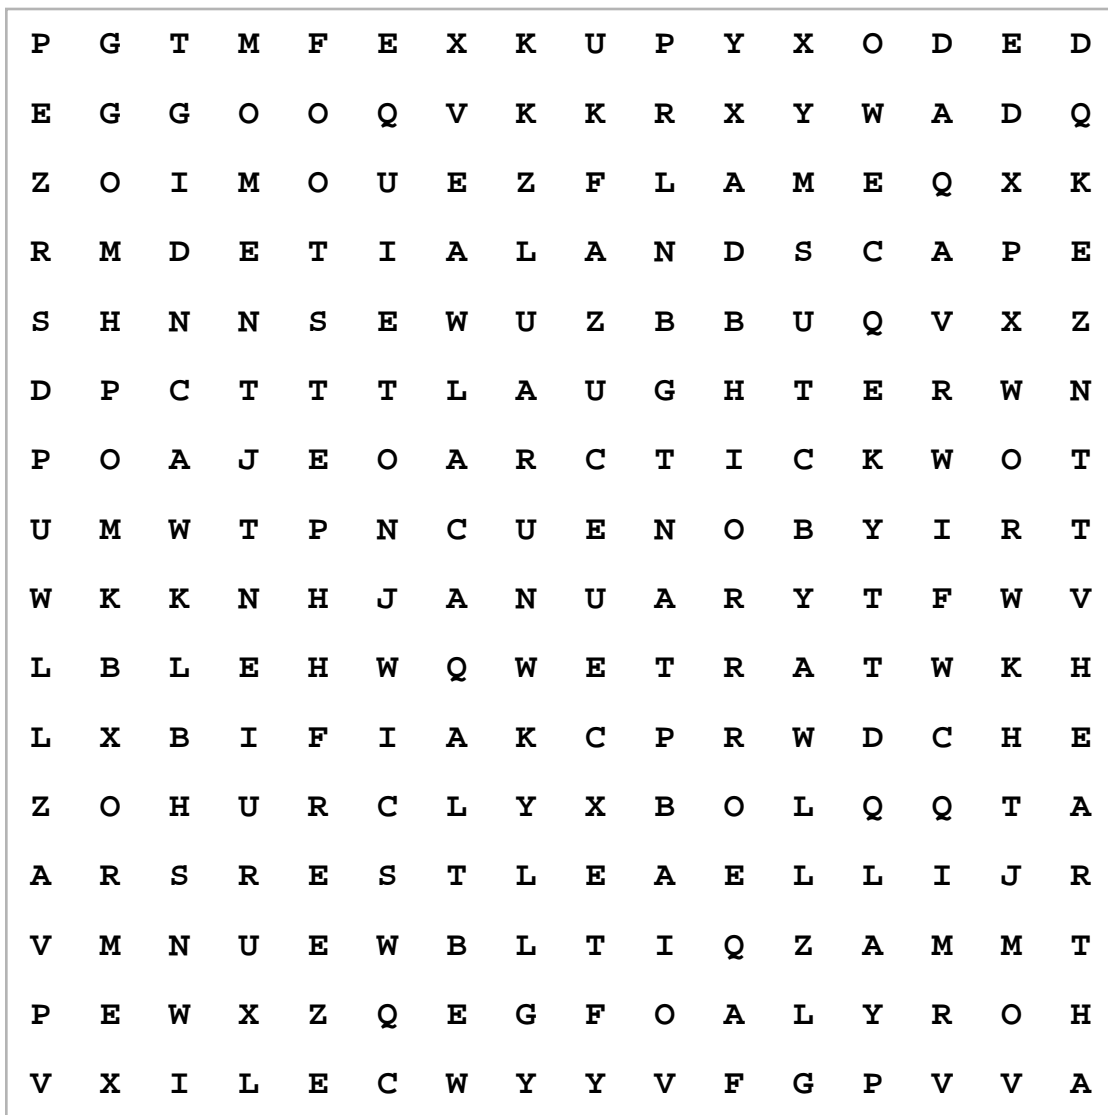 P G T M F E X K U P Y X O D E D
E G G O O Q V K K R X Y W A D Q
Z O I M O U E Z F L A M E Q X K
R M D E T I A L A N D S C A P E
S H N N S E W U Z B B U Q V X Z
D P C T T T L A U G H T E R W N
P O A J E O A R C T I C K W O T
U M W T P N C U E N O B Y I R T
W K K N H J A N U A R Y T F W V
L B L E H W Q W E T R A T W K H
L X B I F I A K C P R W D C H E
Z O H U R C L Y X B O L Q Q T A
A R S R E S T L E A E L L I J R
V M N U E W B L T I Q Z A M M T
P E W X Z Q E G F O A L Y R O H
V X I L E C W Y Y V F G P V V A